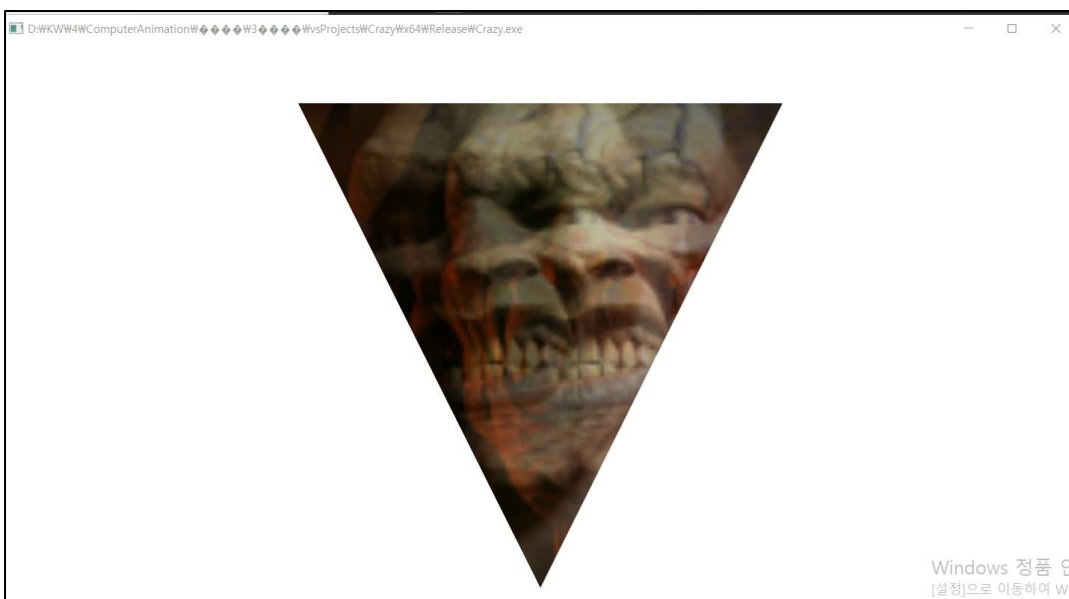 D:₩KW₩4₩ComputerAnimation₩����₩3����₩vsProjects₩Crazy₩x64₩Release₩Crazy.exe
Windows 정품
[설정]으로 이동하여 W